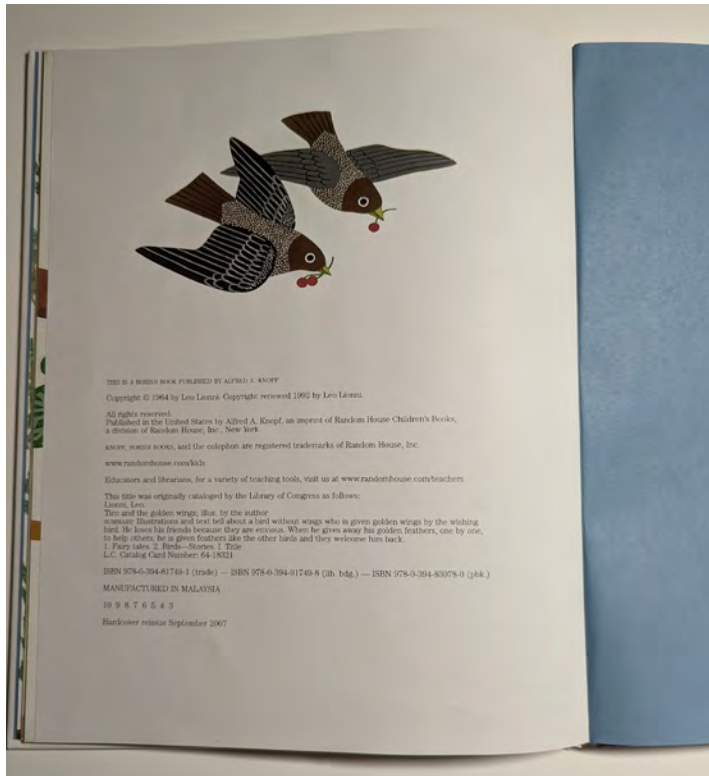 THIS IS A BORZOI BOOK PUBLISHED BY ALFRED A. KNOPF
Copyright © 1964 by Leo Lionni. Copyright renewed 1992 by Leo Lionni.
All rights reserved.
Published in the United States by Alfred A. Knopf, an imprint of Random House Children's Books,
a division of Random House, Inc., New York.
KNOPF, BORZOI BOOKS, and the colophon are registered trademarks of Random House, Inc.
www.randomhouse.com/kids
Educators and librarians, for a variety of teaching tools, visit us at www.randomhouse.com/teachers
This title was originally cataloged by the Library of Congress as follows:
Lionni, Leo.
Tico and the golden wings; illus. by the author.
SUMMARY: Illustrations and text tell about a bird without wings who is given golden wings by the wishing
bird. He loses his friends because they are envious. When he gives away his golden feathers, one by one,
to help others, he is given feathers like the other birds and they welcome him back.
1. Fairy tales. 2. Birds—Stories. I. Title
L.C. Catalog Card Number: 64-18321
ISBN 978-0-394-81749-1 (trade) — ISBN 978-0-394-91749-8 (lib. bdg.) — ISBN 978-0-394-83078-0 (pbk.)
MANUFACTURED IN MALAYSIA
10 9 8 7 6 5 4 3
Hardcover reissue September 2007